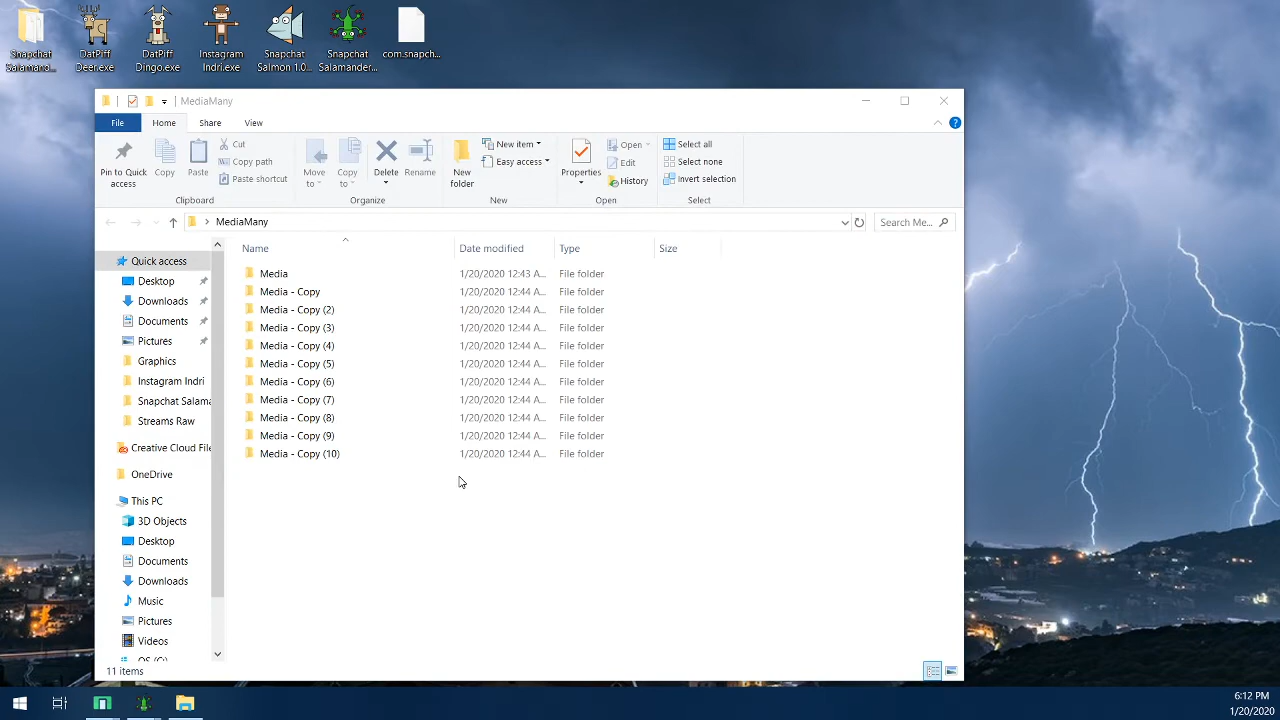 Snapchat
Salamand...
DatPiff
Deer.exe
DatPiff
Dingo.exe
Instagram
Indri.exe
Snapchat
Salmon 1.0...
Snapchat
Salamander...
com.snapch...
MediaMany
File
Home
Share
View
Pin to Quick
access
Copy
Paste
Cut
Copy path
Paste shortcut
Clipboard
Move
to
Copy
to
Delete
Rename
Organize
New
folder
New item
Easy access
New
Properties
Open
Edit
History
Open
Select all
Select none
Invert selection
Select
MediaMany
Search Me...
Quick access
Desktop
Downloads
Documents
Pictures
Graphics
Instagram Indri
Snapchat Salama
Streams Raw
Creative Cloud File
OneDrive
This PC
3D Objects
Desktop
Documents
Downloads
Music
Pictures
Videos
OS (C:)
Name Date modified Type Size
Media 1/20/2020 12:43 A... File folder
Media - Copy 1/20/2020 12:44 A... File folder
Media - Copy (2) 1/20/2020 12:44 A... File folder
Media - Copy (3) 1/20/2020 12:44 A... File folder
Media - Copy (4) 1/20/2020 12:44 A... File folder
Media - Copy (5) 1/20/2020 12:44 A... File folder
Media - Copy (6) 1/20/2020 12:44 A... File folder
Media - Copy (7) 1/20/2020 12:44 A... File folder
Media - Copy (8) 1/20/2020 12:44 A... File folder
Media - Copy (9) 1/20/2020 12:44 A... File folder
Media - Copy (10) 1/20/2020 12:44 A... File folder
11 items
6:12 PM
1/20/2020